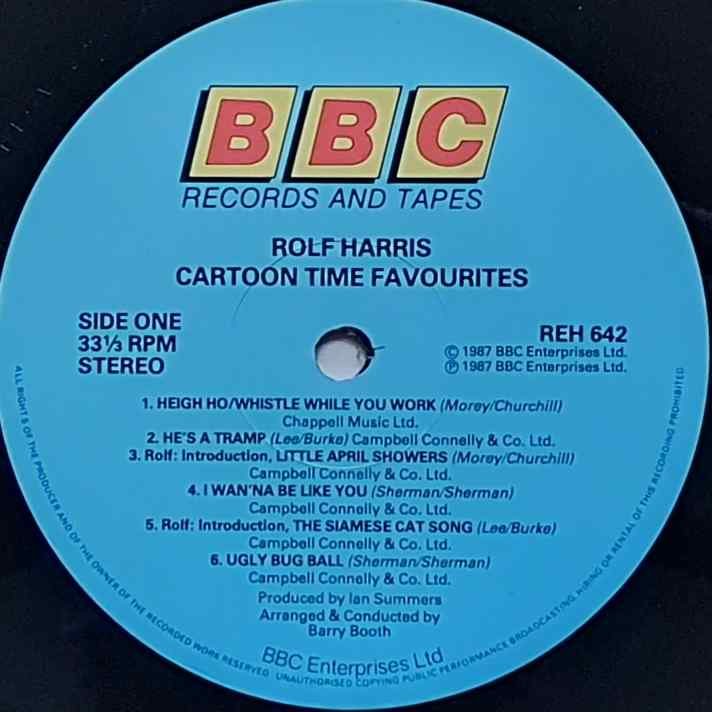 BBC
RECORDS AND TAPES
ROLF HARRIS
CARTOON TIME FAVOURITES
SIDE ONE
33⅓ RPM
STEREO
REH 642
© 1987 BBC Enterprises Ltd.
℗ 1987 BBC Enterprises Ltd.
1. HEIGH HO/WHISTLE WHILE YOU WORK (Morey/Churchill)
Chappell Music Ltd.
2. HE'S A TRAMP (Lee/Burke) Campbell Connelly & Co. Ltd.
3. Rolf: Introduction, LITTLE APRIL SHOWERS (Morey/Churchill)
Campbell Connelly & Co. Ltd.
4. I WAN'NA BE LIKE YOU (Sherman/Sherman)
Campbell Connelly & Co. Ltd.
5. Rolf: Introduction, THE SIAMESE CAT SONG (Lee/Burke)
Campbell Connelly & Co. Ltd.
6. UGLY BUG BALL (Sherman/Sherman)
Campbell Connelly & Co. Ltd.
Produced by Ian Summers
Arranged & Conducted by
Barry Booth
BBC Enterprises Ltd
ALL RIGHTS OF THE PRODUCER AND OF THE OWNER OF THE RECORDED WORK RESERVED · UNAUTHORISED COPYING PUBLIC PERFORMANCE BROADCASTING, HIRING OR RENTAL OF THIS RECORDING PROHIBITED